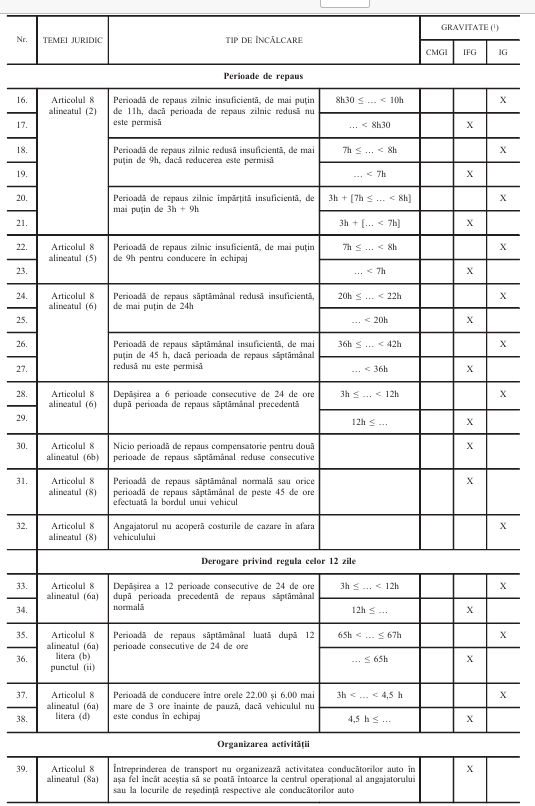 GRAVITATE (¹)
Nr. TEMEI JURIDIC TIP DE ÎNCĂLCARE
CMGI IFG IG
Perioade de repaus
16. Articolul 8 alineatul (2) Perioadă de repaus zilnic insuficientă, de mai puțin 8h30 ≤ … < 10h X
de 11h, dacă perioada de repaus zilnic redusă nu
17. este permisă … < 8h30 X
18. Perioadă de repaus zilnic redusă insuficientă, de mai 7h ≤ … < 8h X
puțin de 9h, dacă reducerea este permisă
19. … < 7h X
20. Perioadă de repaus zilnic împărțită insuficientă, de 3h + [7h ≤ … < 8h] X
mai puțin de 3h + 9h
21. 3h + [… < 7h] X
22. Articolul 8 Perioadă de repaus zilnic insuficientă, de mai puțin 7h ≤ … < 8h X
alineatul (5) de 9h pentru conducere în echipaj
23. … < 7h X
24. Articolul 8 Perioadă de repaus săptămânal redusă insuficientă, 20h ≤ … < 22h X
alineatul (6) de mai puțin de 24h
25. … < 20h X
26. Perioadă de repaus săptămânal insuficientă, de mai 36h ≤ … < 42h X
puțin de 45 h, dacă perioada de repaus săptămânal
27. redusă nu este permisă … < 36h X
28. Articolul 8 Depășirea a 6 perioade consecutive de 24 de ore 3h ≤ … < 12h X
alineatul (6) după perioada de repaus săptămânal precedentă
29. 12h ≤ … X
30. Articolul 8 Nicio perioadă de repaus compensatorie pentru două X
alineatul (6b) perioade de repaus săptămânal reduse consecutive
31. Articolul 8 Perioadă de repaus săptămânal normală sau orice X
alineatul (8) perioadă de repaus săptămânal de peste 45 de ore
efectuată la bordul unui vehicul
32. Articolul 8 Angajatorul nu acoperă costurile de cazare în afara X
alineatul (8) vehiculului
Derogare privind regula celor 12 zile
33. Articolul 8 Depășirea a 12 perioade consecutive de 24 de ore 3h ≤ … < 12h X
alineatul (6a) după perioada precedentă de repaus săptămânal
34. normală 12h ≤ … X
35. Articolul 8 Perioadă de repaus săptămânal luată după 12 65h < … ≤ 67h X
alineatul (6a) perioade consecutive de 24 de ore
36. litera (b) … ≤ 65h X
punctul (ii)
37. Articolul 8 Perioadă de conducere între orele 22.00 și 6.00 mai 3h < … < 4,5 h X
alineatul (6a) mare de 3 ore înainte de pauză, dacă vehiculul nu
38. litera (d) este condus în echipaj 4,5 h ≤ … X
Organizarea activității
39. Articolul 8 Întreprinderea de transport nu organizează activitatea conducătorilor auto în X
alineatul (8a) așa fel încât aceștia să se poată întoarce la centrul operațional al angajatorului
sau la locurile de reședință respective ale conducătorilor auto